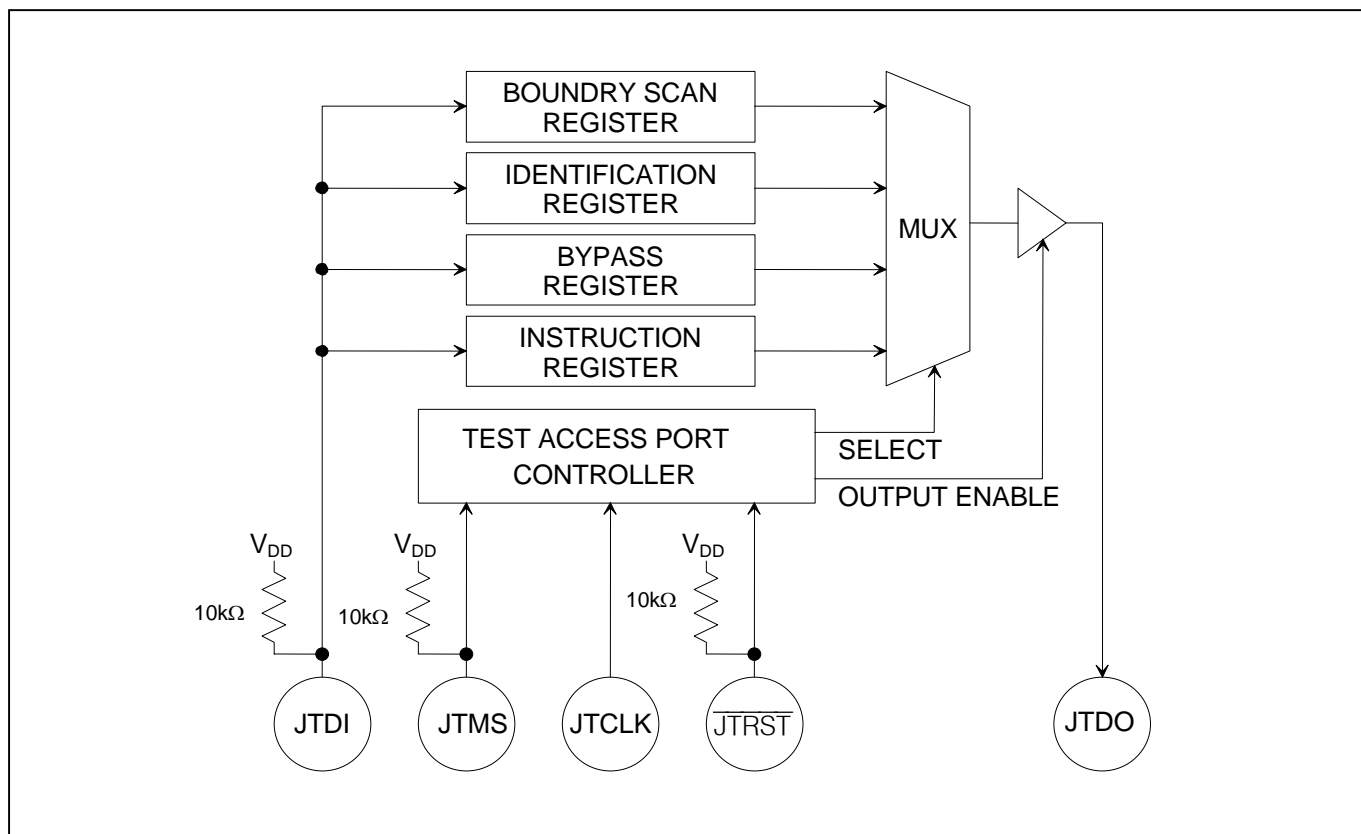 BOUNDRY SCAN
REGISTER
IDENTIFICATION
REGISTER
BYPASS
REGISTER
INSTRUCTION
REGISTER
MUX
TEST ACCESS PORT
CONTROLLER
SELECT
OUTPUT ENABLE
VDD
10kΩ
VDD
10kΩ
VDD
10kΩ
JTDI
JTMS
JTCLK
JTRST
JTDO